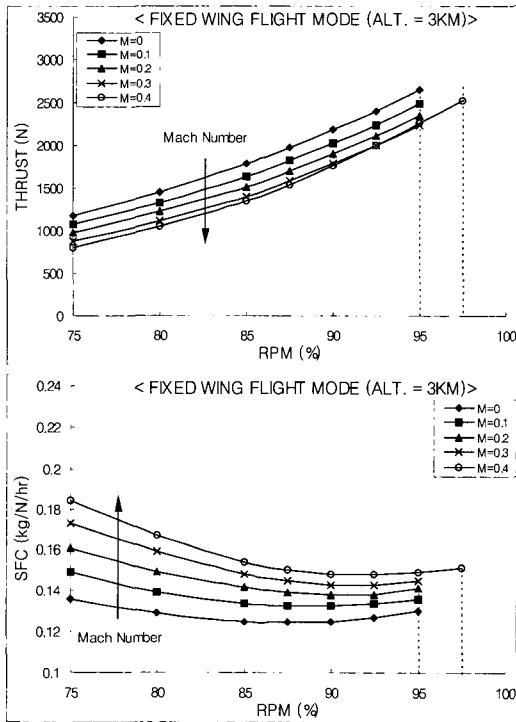 < FIXED WING FLIGHT MODE (ALT. = 3KM)>
M=0
M=0.1
M=0.2
M=0.3
M=0.4
Mach Number
THRUST (N)
3500
3000
2500
2000
1500
1000
500
0
75 80 85 90 95 100
RPM (%)
< FIXED WING FLIGHT MODE (ALT. = 3KM)>
M=0
M=0.1
M=0.2
M=0.3
M=0.4
Mach Number
SFC (kg/N/hr)
0.24
0.22
0.2
0.18
0.16
0.14
0.12
0.1
75 80 85 90 95 100
RPM (%)